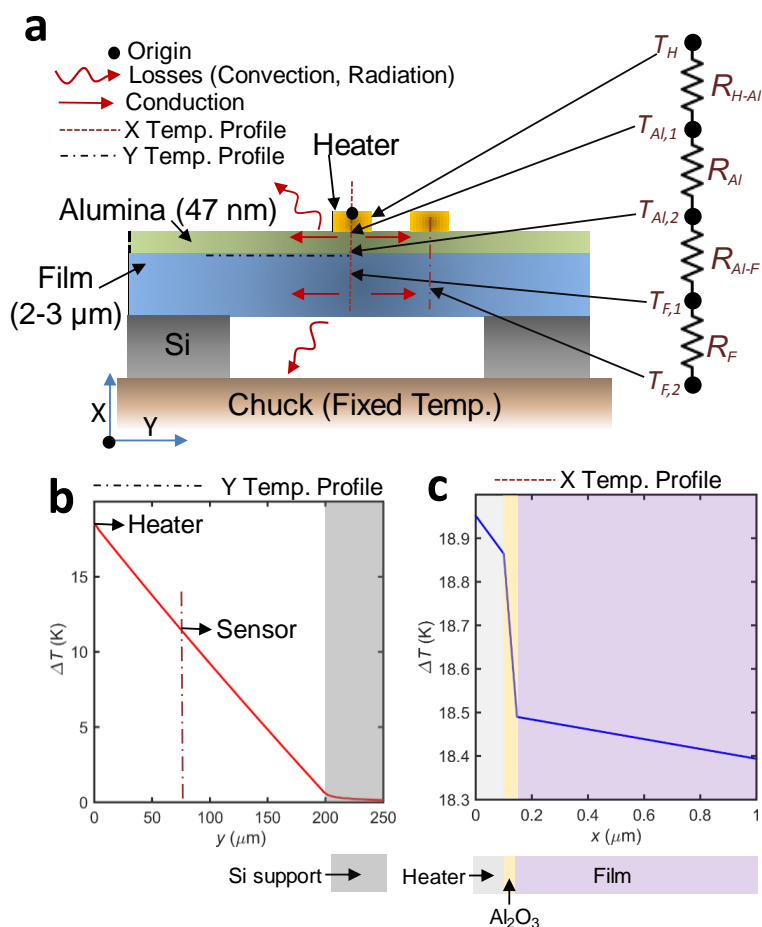 a
Origin
Losses (Convection, Radiation)
Conduction
X Temp. Profile
Y Temp. Profile
Heater
Alumina (47 nm)
Film
(2-3 µm)
Si
Chuck (Fixed Temp.)
X
Y
T_H
R_H-Al
T_Al,1
R_Al
T_Al,2
R_Al-F
T_F,1
R_F
T_F,2
b
Y Temp. Profile
Heater
Sensor
ΔT (K)
15
10
5
0
0
50
100
150
200
250
y (μm)
Si support
c
X Temp. Profile
ΔT (K)
18.9
18.8
18.7
18.6
18.5
18.4
18.3
0
0.2
0.4
0.6
0.8
1
x (μm)
Heater
Film
Al₂O₃